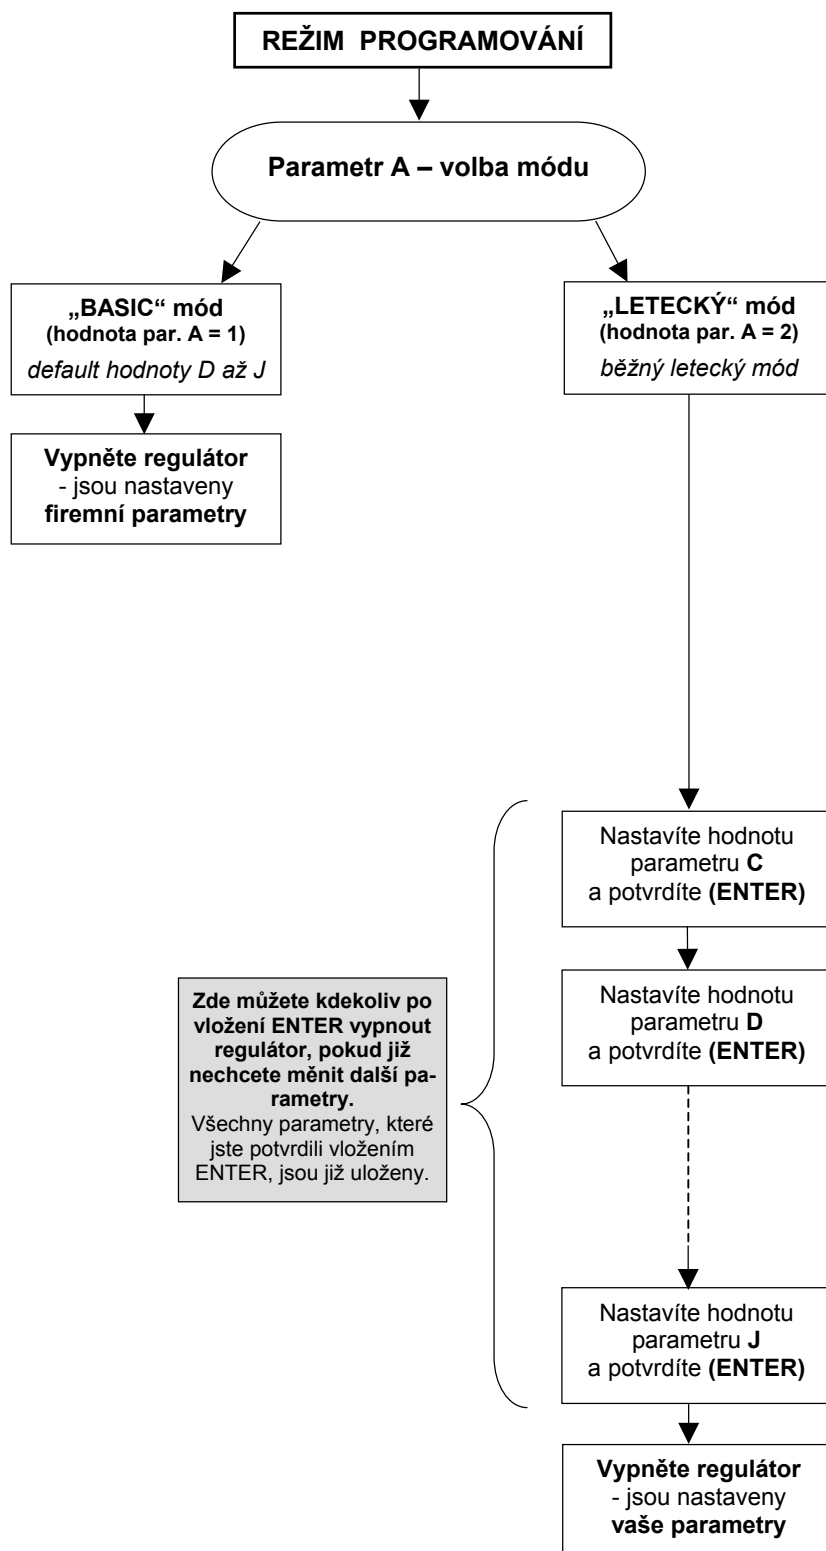 REŽIM PROGRAMOVÁNÍ
Parametr A – volba módu
„BASIC“ mód
(hodnota par. A = 1)
default hodnoty D až J
Vypněte regulátor
- jsou nastaveny
firemní parametry
„LETECKÝ“ mód
(hodnota par. A = 2)
běžný letecký mód
Nastavíte hodnotu
parametru C
a potvrdíte (ENTER)
Nastavíte hodnotu
parametru D
a potvrdíte (ENTER)
Zde můžete kdekoliv po
vložení ENTER vypnout
regulátor, pokud již
nechcete měnit další pa-
rametry.
Všechny parametry, které
jste potvrdili vložením
ENTER, jsou již uloženy.
Nastavíte hodnotu
parametru J
a potvrdíte (ENTER)
Vypněte regulátor
- jsou nastaveny
vaše parametry